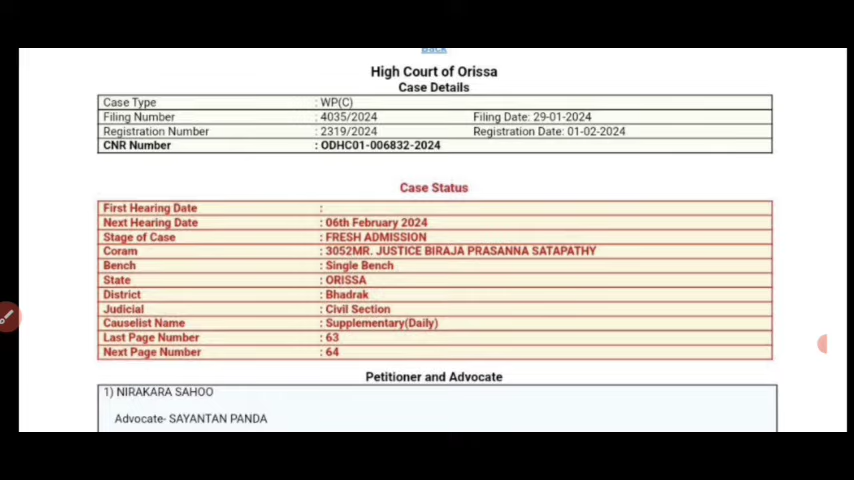 Back
High Court of Orissa
Case Details
Case Type : WP(C)
Filing Number : 4035/2024 Filing Date: 29-01-2024
Registration Number : 2319/2024 Registration Date: 01-02-2024
CNR Number : ODHC01-006832-2024
Case Status
First Hearing Date :
Next Hearing Date : 06th February 2024
Stage of Case : FRESH ADMISSION
Coram : 3052MR. JUSTICE BIRAJA PRASANNA SATAPATHY
Bench : Single Bench
State : ORISSA
District : Bhadrak
Judicial : Civil Section
Causelist Name : Supplementary(Daily)
Last Page Number : 63
Next Page Number : 64
Petitioner and Advocate
1) NIRAKARA SAHOO
Advocate- SAYANTAN PANDA